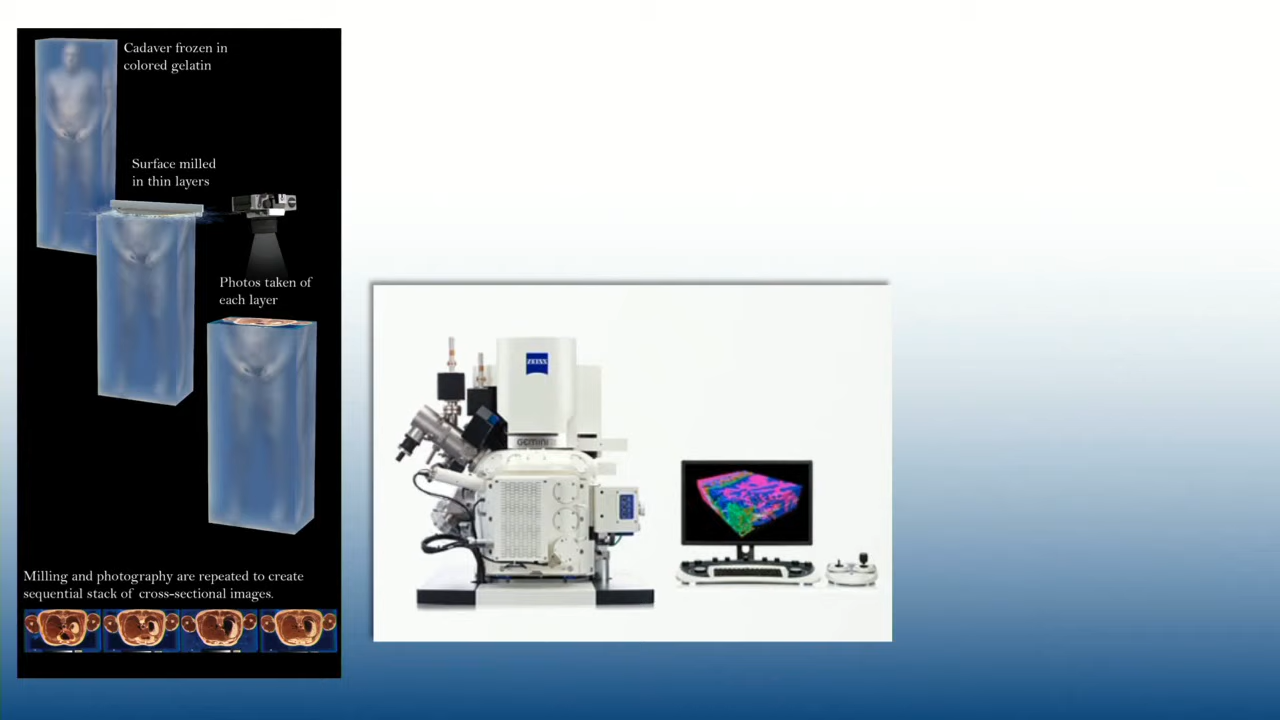 Cadaver frozen in
colored gelatin
Surface milled
in thin layers
Photos taken of
each layer
ZEISS
GEMINI
Milling and photography are repeated to create
sequential stack of cross-sectional images.